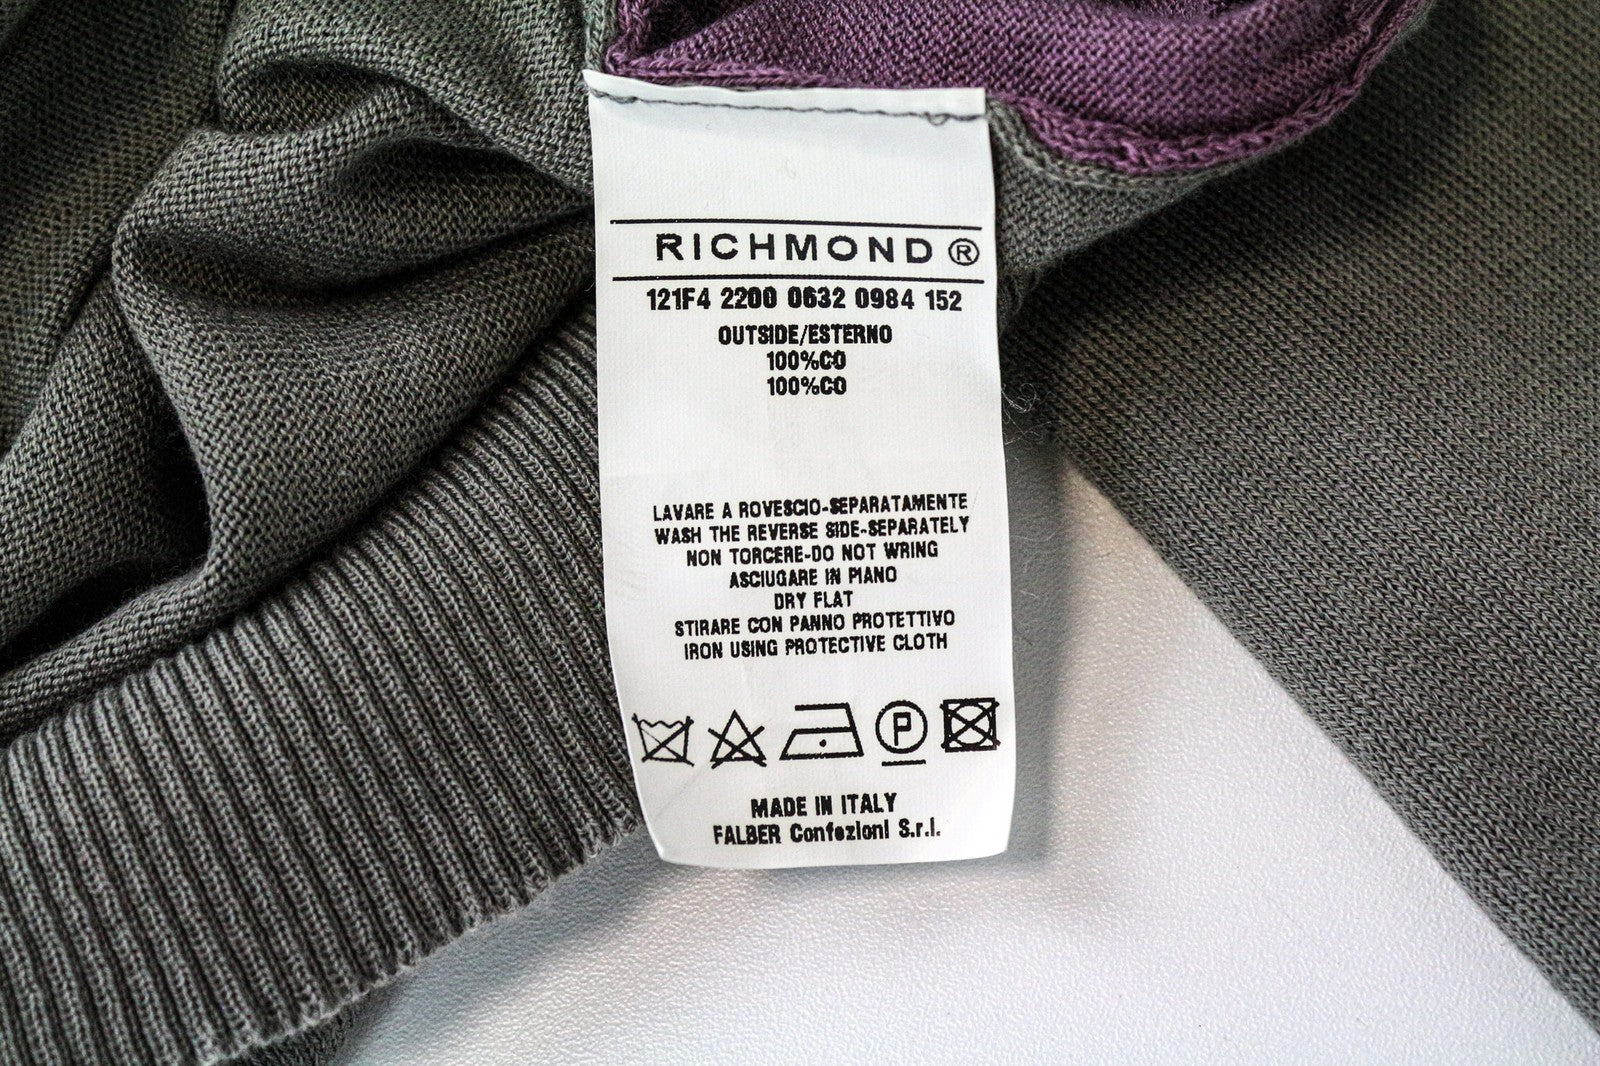 RICHMOND®
121F4 2200 0632 0984 152
OUTSIDE/ESTERNO
100%CO
100%CO
LAVARE A ROVESCIO-SEPARATAMENTE
WASH THE REVERSE SIDE-SEPARATELY
NON TORCERE-DO NOT WRING
ASCIUGARE IN PIANO
DRY FLAT
STIRARE CON PANNO PROTETTIVO
IRON USING PROTECTIVE CLOTH
P
MADE IN ITALY
FALBER Confezioni S.r.l.